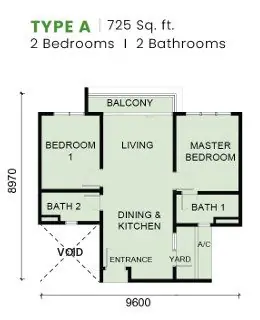 TYPE A | 725 Sq. ft.
2 Bedrooms | 2 Bathrooms
BALCONY
BEDROOM
1
LIVING
MASTER
BEDROOM
BATH 2
BATH 1
DINING &
KITCHEN
A/C
VOID
ENTRANCE
YARD
8970
9600